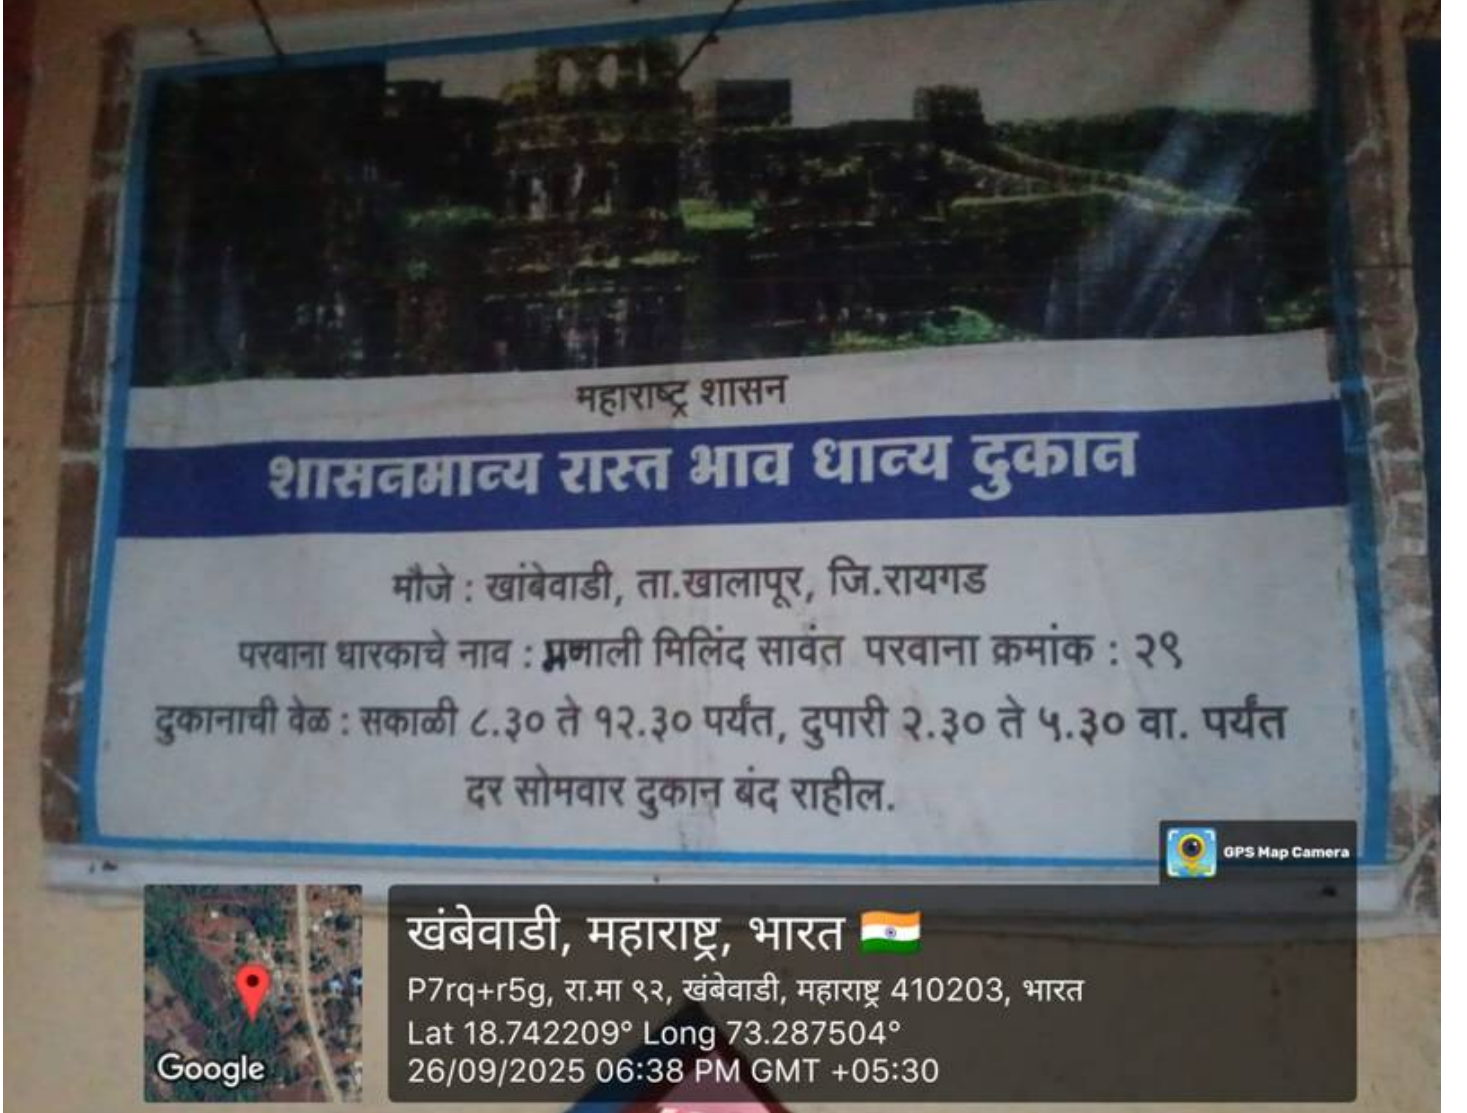 महाराष्ट्र शासन
शासनमान्य रास्त भाव धान्य दुकान
मौजे : खांबेवाडी, ता.खालापूर, जि.रायगड
परवाना धारकाचे नाव : प्रणाली मिलिंद सावंत परवाना क्रमांक : २९
दुकानाची वेळ : सकाळी ८.३० ते १२.३० पर्यंत, दुपारी २.३० ते ५.३० वा. पर्यंत
दर सोमवार दुकान बंद राहील.
GPS Map Camera
खंबेवाडी, महाराष्ट्र, भारत
P7rq+r5g, रा.मा ९२, खंबेवाडी, महाराष्ट्र 410203, भारत
Lat 18.742209° Long 73.287504°
26/09/2025 06:38 PM GMT +05:30
Google